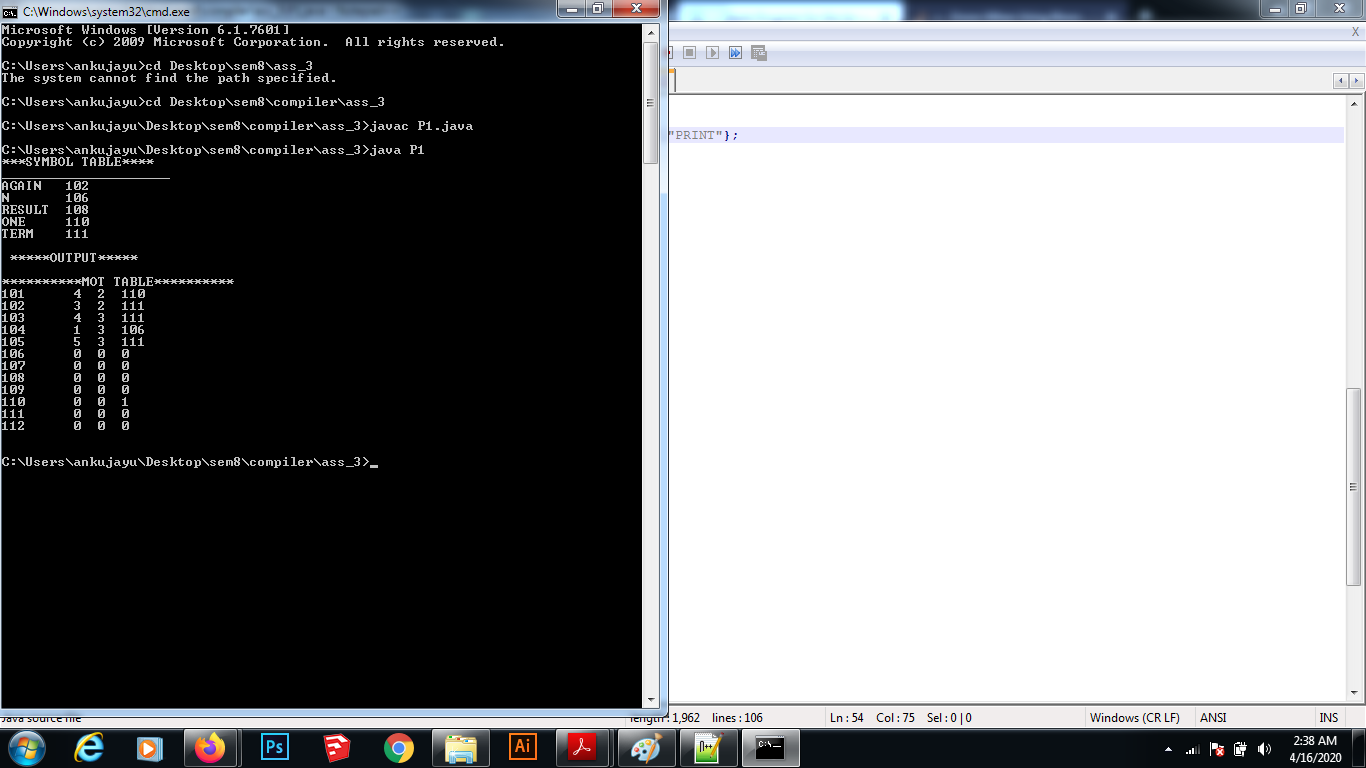 C:\Windows\system32\cmd.exe
Microsoft Windows [Version 6.1.7601]
Copyright (c) 2009 Microsoft Corporation.  All rights reserved.
C:\Users\ankujayu>cd Desktop\sem8\ass_3
The system cannot find the path specified.
C:\Users\ankujayu>cd Desktop\sem8\compiler\ass_3
C:\Users\ankujayu\Desktop\sem8\compiler\ass_3>javac P1.java
C:\Users\ankujayu\Desktop\sem8\compiler\ass_3>java P1
***SYMBOL TABLE****
_____________________
AGAIN   102
N       106
RESULT  108
ONE     110
TERM    111
*****OUTPUT*****
**********MOT TABLE**********
101      4  2  110
102      3  2  111
103      4  3  111
104      1  3  106
105      5  3  111
106      0  0  0
107      0  0  0
108      0  0  0
109      0  0  0
110      0  0  1
111      0  0  0
112      0  0  0
C:\Users\ankujayu\Desktop\sem8\compiler\ass_3>_
"PRINT"};
X
Java source file
length : 1,962    lines : 106
Ln : 54    Col : 75    Sel : 0 | 0
Windows (CR LF)
ANSI
INS
Ps
Ai
2:38 AM
4/16/2020